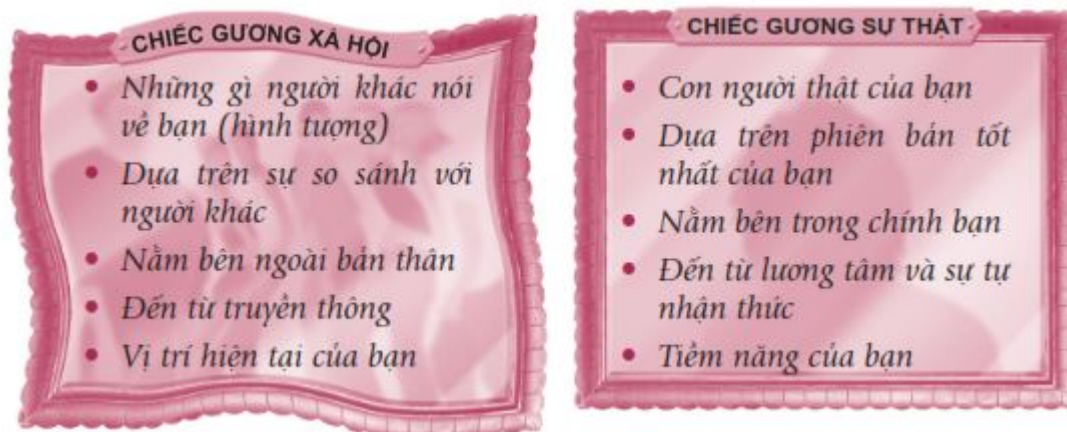 CHIẾC GƯƠNG XÃ HỘI
• Những gì người khác nói
về bạn (hình tượng)
• Dựa trên sự so sánh với
người khác
• Nằm bên ngoài bản thân
• Đến từ truyền thông
• Vị trí hiện tại của bạn
CHIẾC GƯƠNG SỰ THẬT
• Con người thật của bạn
• Dựa trên phiên bản tốt
nhất của bạn
• Nằm bên trong chính bạn
• Đến từ lương tâm và sự tự
nhận thức
• Tiềm năng của bạn